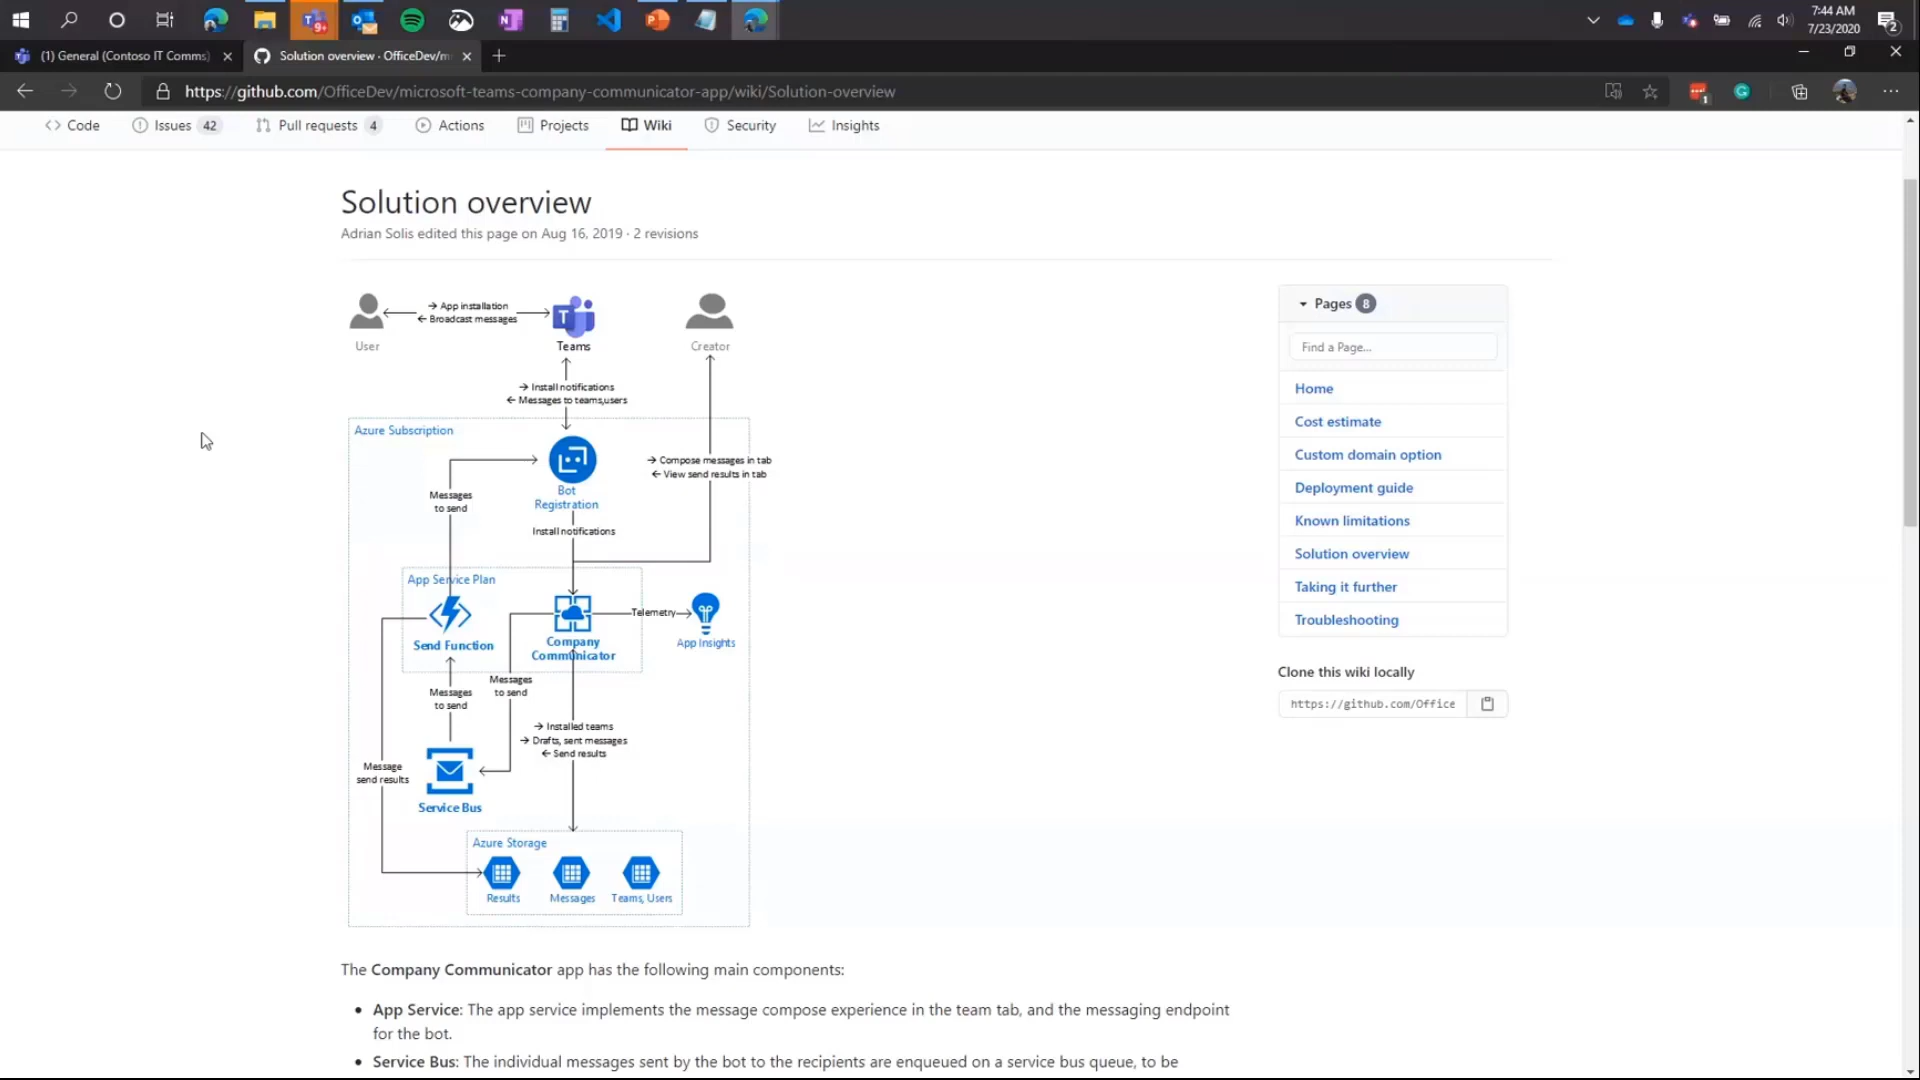 7:44 AM
7/23/2020
2
9+
(1) General (Contoso IT Comms)
Solution overview · OfficeDev/m
https://github.com/OfficeDev/microsoft-teams-company-communicator-app/wiki/Solution-overview
1
Code
Issues 42
Pull requests 4
Actions
Projects
Wiki
Security
Insights
Solution overview
Adrian Solis edited this page on Aug 16, 2019 · 2 revisions
→ App installation
← Broadcast messages
User
Teams
Creator
→ Install notifications
← Messages to teams,users
Azure Subscription
→ Compose messages in tab
← View send results in tab
Bot
Registration
Messages
to send
Install notifications
App Service Plan
Send Function
Company
Communicator
Telemetry
App Insights
Messages
to send
Messages
to send
→ Installed teams
→ Drafts, sent messages
← Send results
Message
send results
Service Bus
Azure Storage
Results
Messages
Teams, Users
Pages 8
Find a Page...
Home
Cost estimate
Custom domain option
Deployment guide
Known limitations
Solution overview
Taking it further
Troubleshooting
Clone this wiki locally
https://github.com/Office
The Company Communicator app has the following main components:
• App Service: The app service implements the message compose experience in the team tab, and the messaging endpoint
for the bot.
• Service Bus: The individual messages sent by the bot to the recipients are enqueued on a service bus queue, to be